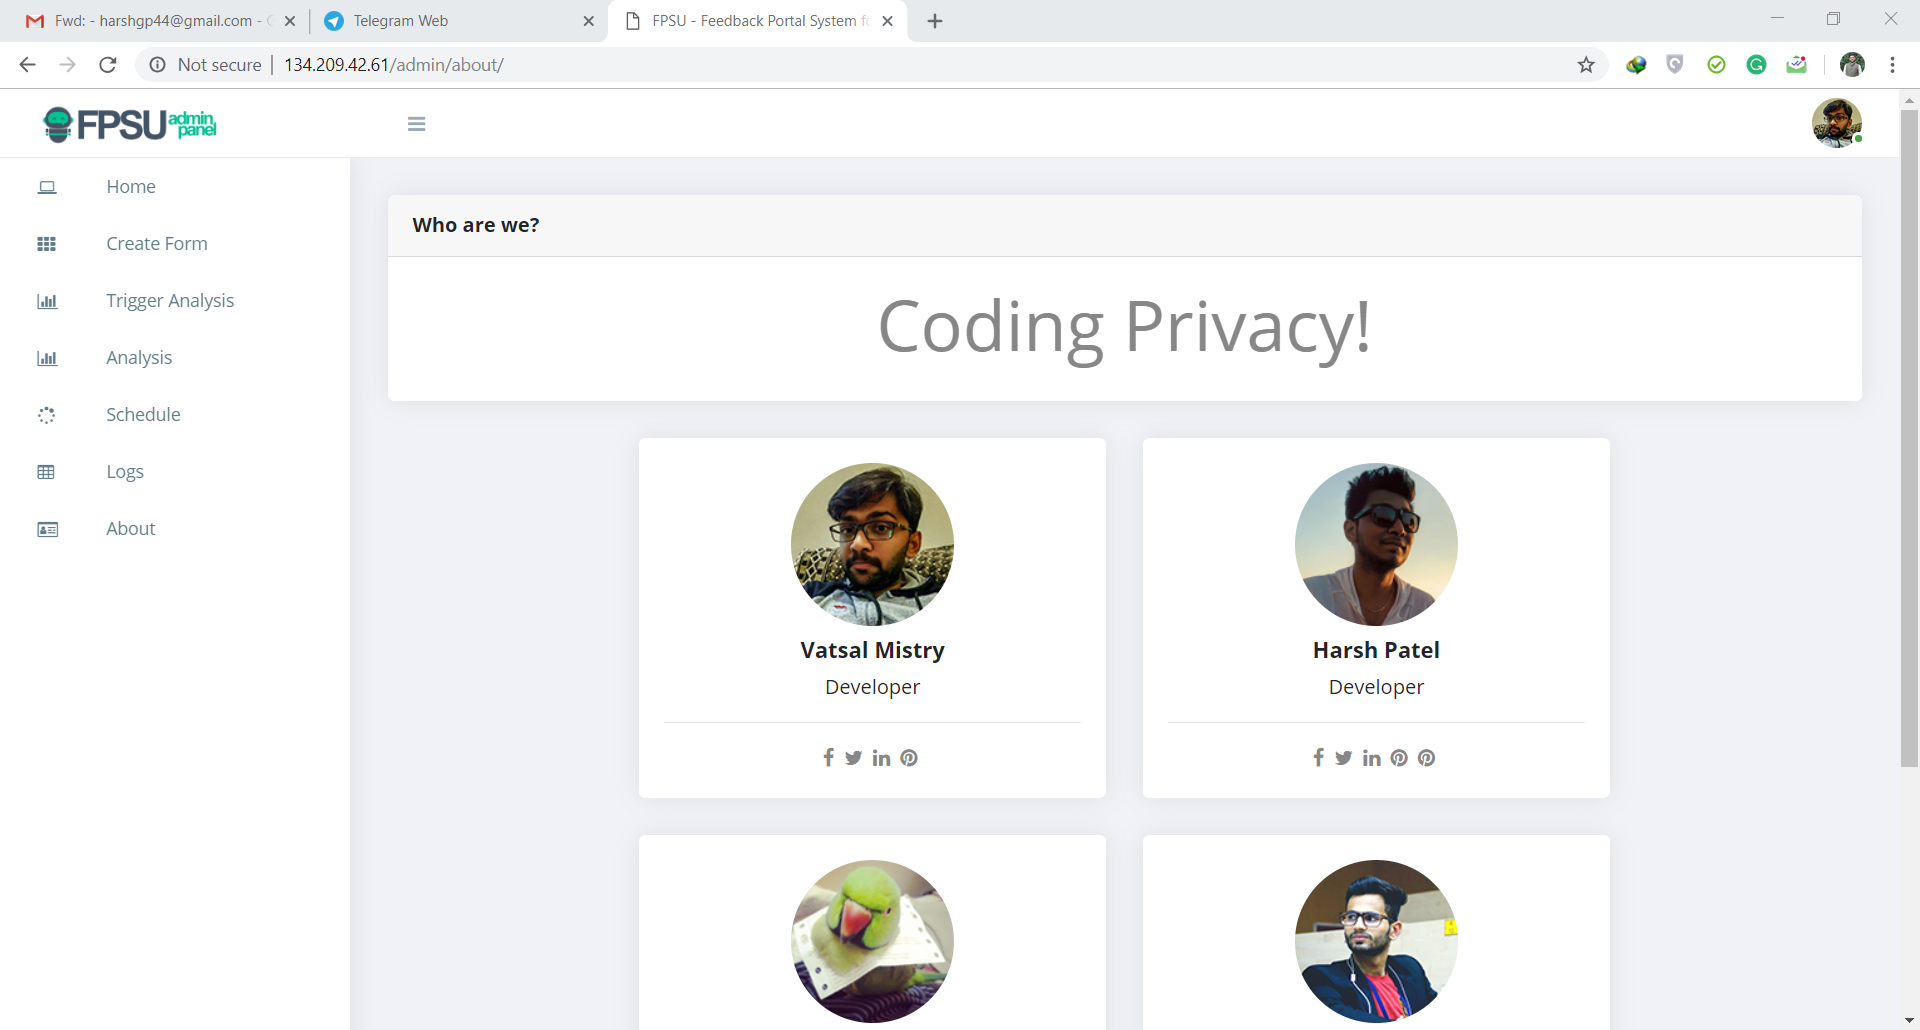 Fwd: - harshgp44@gmail.com -
Telegram Web
FPSU - Feedback Portal System
Not secure | 134.209.42.61/admin/about/
FPSU admin panel
Home
Create Form
Trigger Analysis
Analysis
Schedule
Logs
About
Who are we?
Coding Privacy!
Vatsal Mistry
Developer
Harsh Patel
Developer